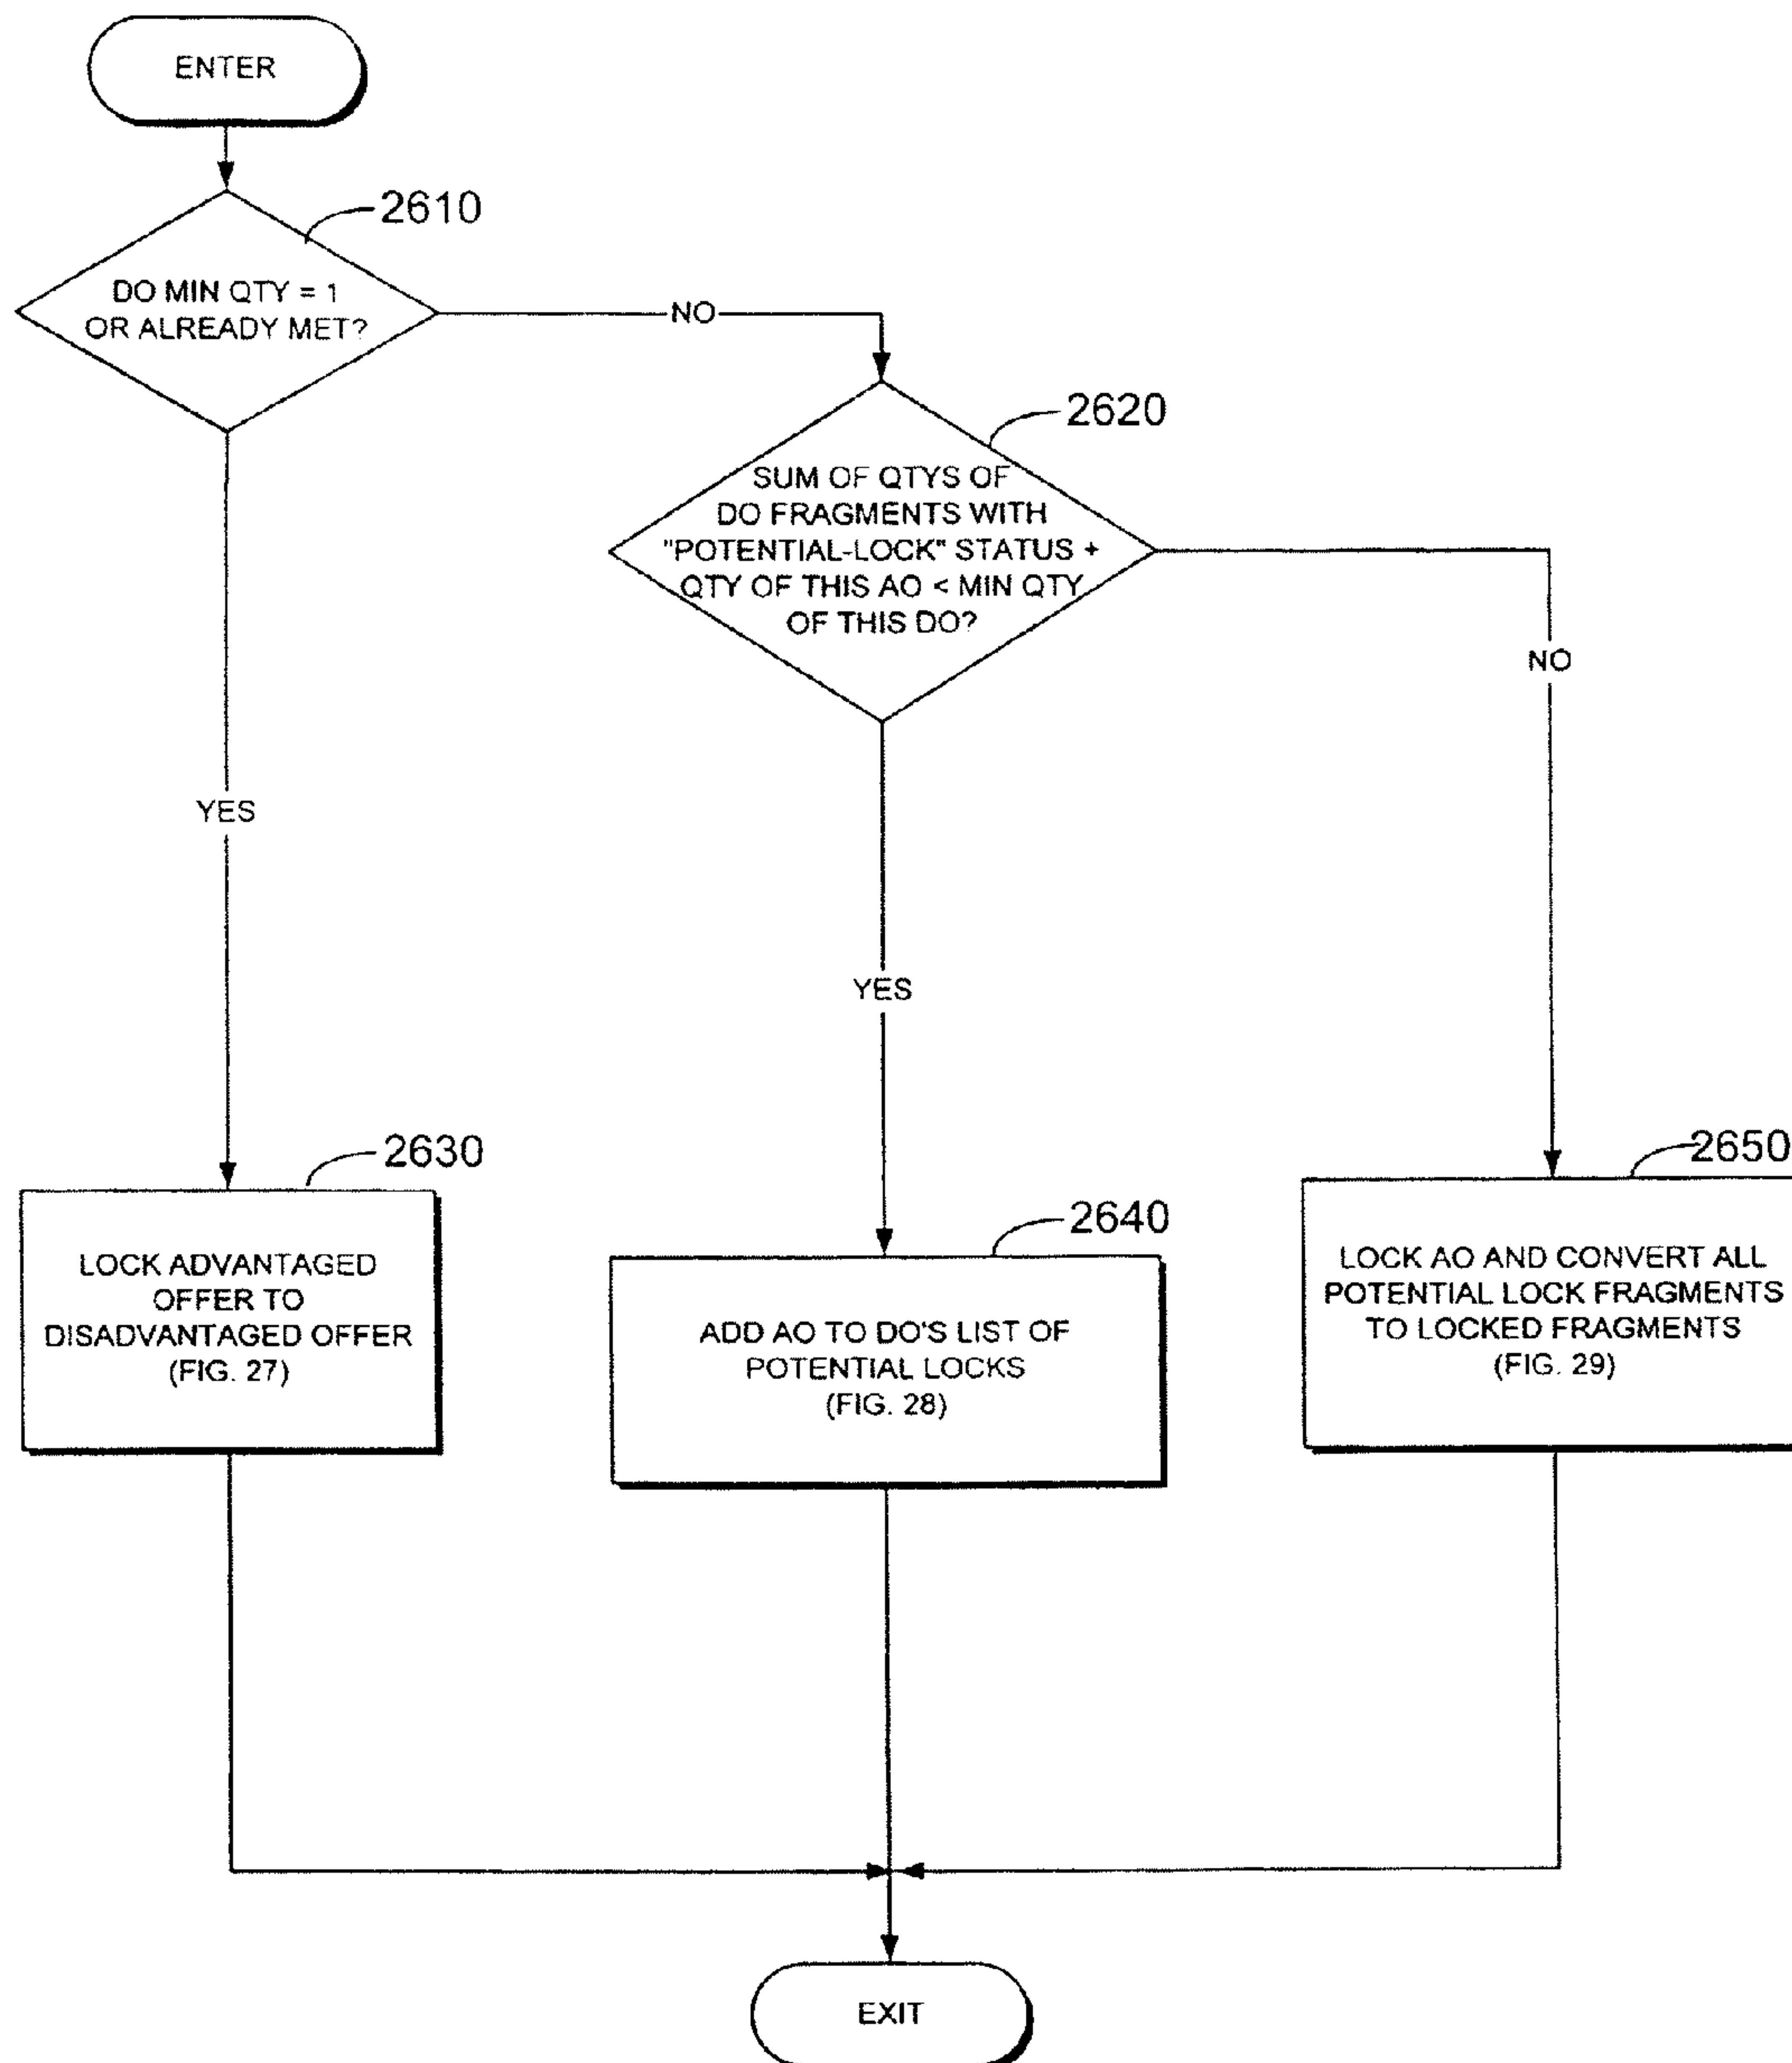 ENTER
2610
DO MIN QTY = 1
OR ALREADY MET?
NO
2620
SUM OF QTYS OF
DO FRAGMENTS WITH
"POTENTIAL-LOCK" STATUS +
QTY OF THIS AO < MIN QTY
OF THIS DO?
NO
YES
YES
2630
LOCK ADVANTAGED
OFFER TO
DISADVANTAGED OFFER
(FIG. 27)
2640
ADD AO TO DO'S LIST OF
POTENTIAL LOCKS
(FIG. 28)
2650
LOCK AO AND CONVERT ALL
POTENTIAL LOCK FRAGMENTS
TO LOCKED FRAGMENTS
(FIG. 29)
EXIT